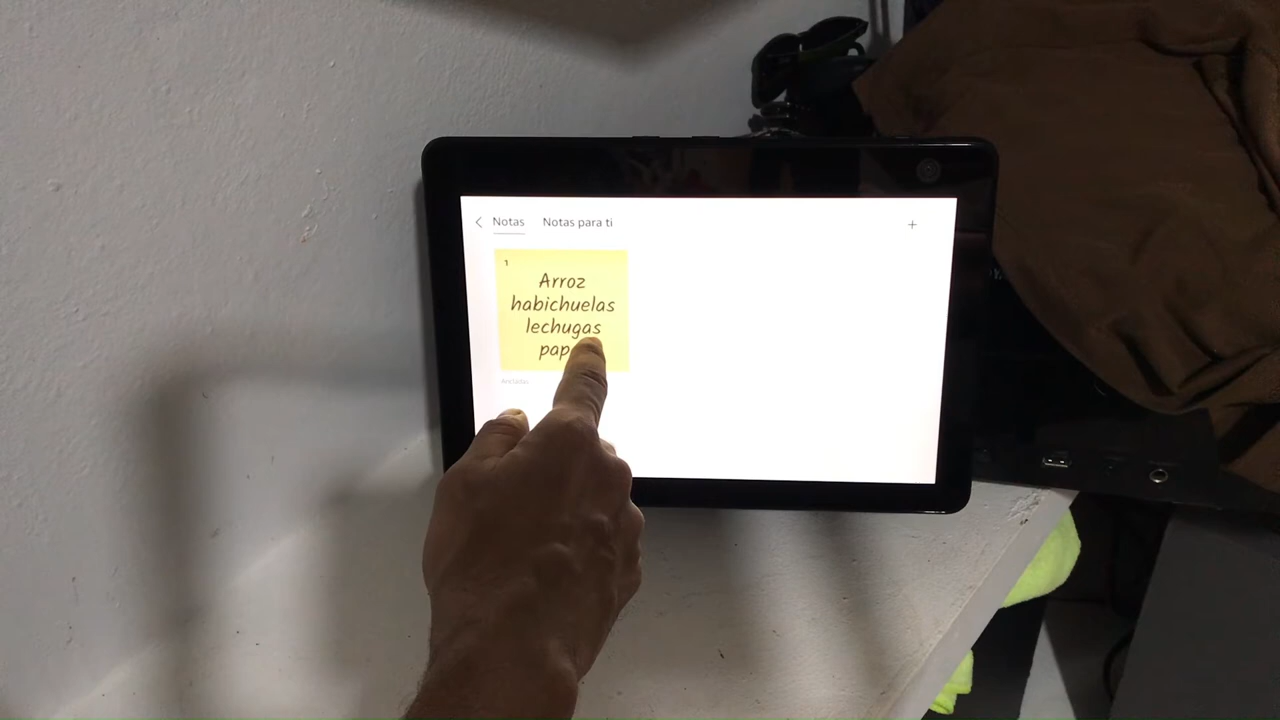 Notas Notas para ti
1
Arroz
habichuelas
lechugas